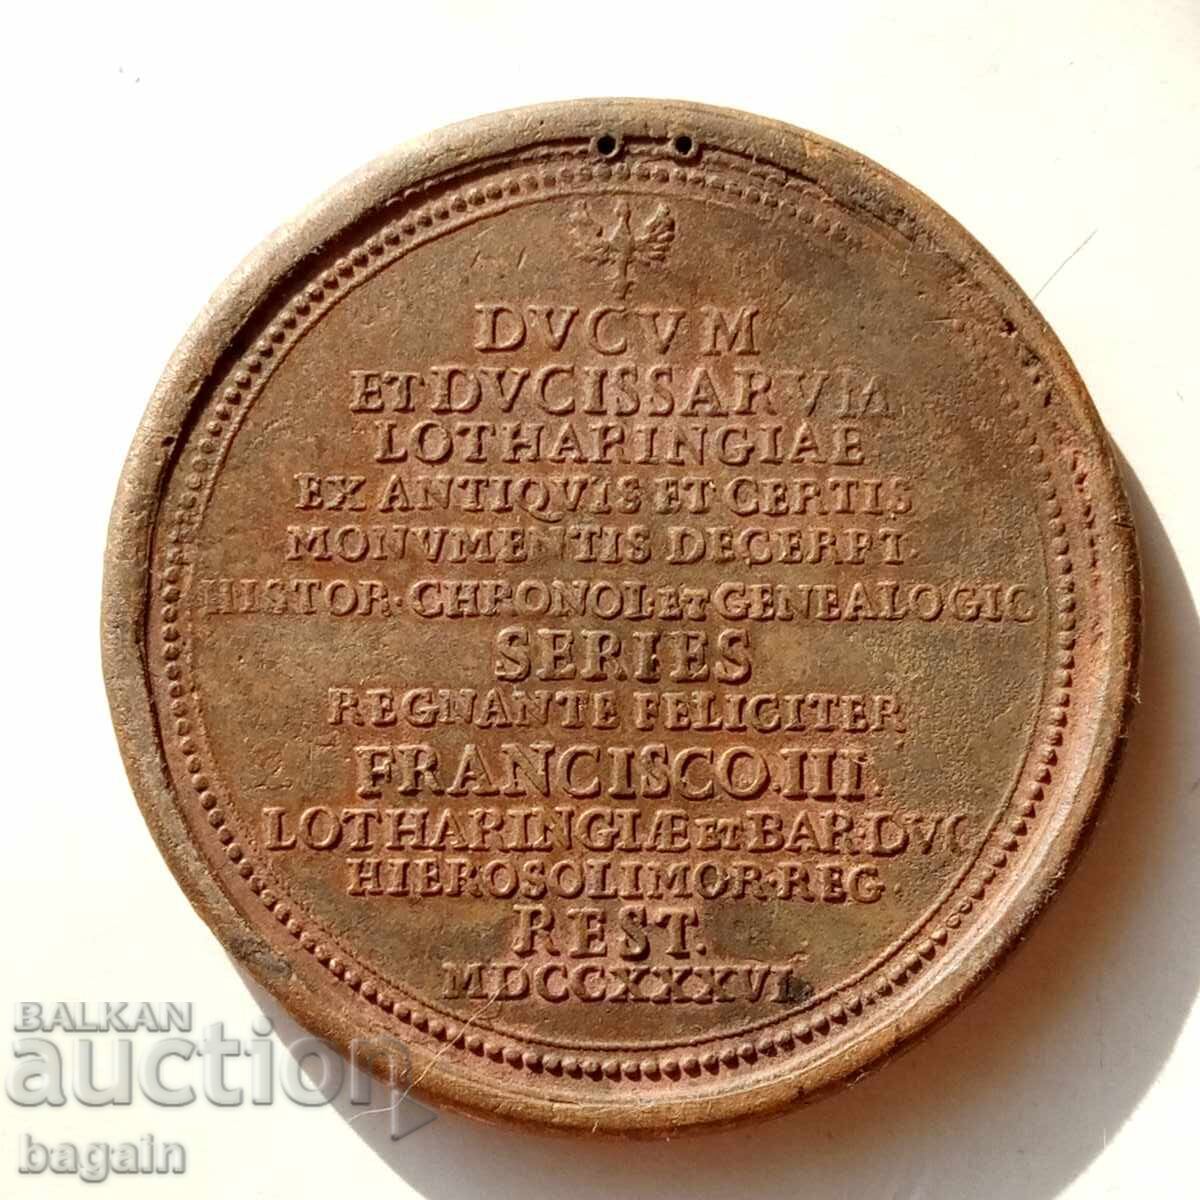 DVCVM
ET DVCISSARVM
LOTHARINGIAE
EX ANTIQVIS ET CERTIS
MONVMENTIS DECERPT.
HISTOR·CHRONOL·ET GENEALOGIC
SERIES
REGNANTE FELICITER
FRANCISCO.III.
LOTHARINGIÆ ET BAR·DVC
HIEROSOLIMOR·REG.
REST.
MDCCXXXVI
BALKAN
auction
bagain